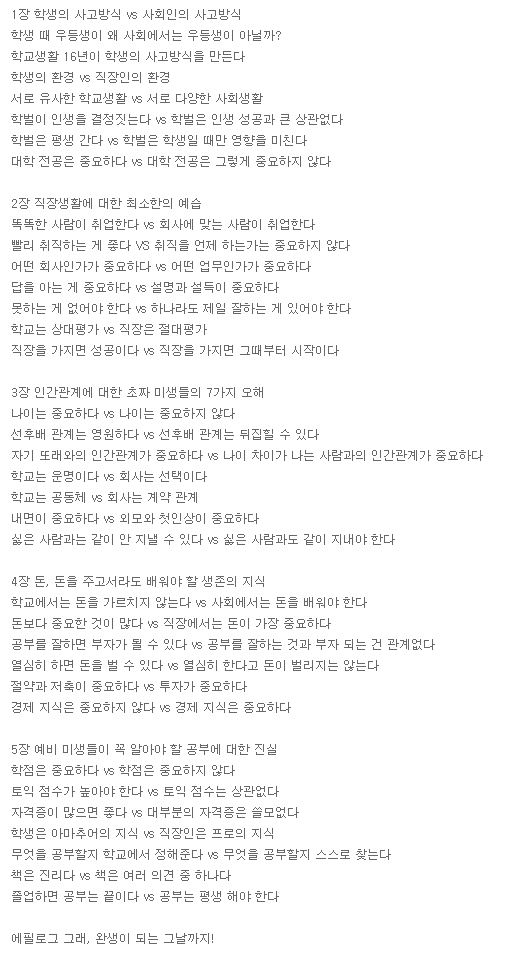 1장 학생의 사고방식 vs 사회인의 사고방식
학생 때 우등생이 왜 사회에서는 우등생이 아닐까?
학교생활 16년이 학생의 사고방식을 만든다
학생의 환경 vs 직장인의 환경
서로 유사한 학교생활 vs 서로 다양한 사회생활
학벌이 인생을 결정짓는다 vs 학벌은 인생 성공과 큰 상관없다
학벌은 평생 간다 vs 학벌은 학생일 때만 영향을 미친다
대학 전공은 중요하다 vs 대학 전공은 그렇게 중요하지 않다
2장 직장생활에 대한 최소한의 예습
똑똑한 사람이 취업한다 vs 회사에 맞는 사람이 취업한다
빨리 취직하는 게 좋다 VS 취직을 언제 하는가는 중요하지 않다
어떤 회사인가가 중요하다 vs 어떤 업무인가가 중요하다
답을 아는 게 중요하다 vs 설명과 설득이 중요하다
못하는 게 없어야 한다 vs 하나라도 제일 잘하는 게 있어야 한다
학교는 상대평가 vs 직장은 절대평가
직장을 가지면 성공이다 vs 직장을 가지면 그때부터 시작이다
3장 인간관계에 대한 초짜 미생들의 7가지 오해
나이는 중요하다 vs 나이는 중요하지 않다
선후배 관계는 영원하다 vs 선후배 관계는 뒤집힐 수 있다
자기 또래와의 인간관계가 중요하다 vs 나이 차이가 나는 사람과의 인간관계가 중요하다
학교는 운명이다 vs 회사는 선택이다
학교는 공동체 vs 회사는 계약 관계
내면이 중요하다 vs 외모와 첫인상이 중요하다
싫은 사람과는 같이 안 지낼 수 있다 vs 싫은 사람과도 같이 지내야 한다
4장 돈, 돈을 주고서라도 배워야 할 생존의 지식
학교에서는 돈을 가르치지 않는다 vs 사회에서는 돈을 배워야 한다
돈보다 중요한 것이 많다 vs 직장에서는 돈이 가장 중요하다
공부를 잘하면 부자가 될 수 있다 vs 공부를 잘하는 것과 부자 되는 건 관계없다
열심히 하면 돈을 벌 수 있다 vs 열심히 한다고 돈이 벌리지는 않는다
절약과 저축이 중요하다 vs 투자가 중요하다
경제 지식은 중요하지 않다 vs 경제 지식은 중요하다
5장 예비 미생들이 꼭 알아야 할 공부에 대한 진실
학점은 중요하다 vs 학점은 중요하지 않다
토익 점수가 높아야 한다 vs 토익 점수는 상관없다
자격증이 많으면 좋다 vs 대부분의 자격증은 쓸모없다
학생은 아마추어의 지식 vs 직장인은 프로의 지식
무엇을 공부할지 학교에서 정해준다 vs 무엇을 공부할지 스스로 찾는다
책은 진리다 vs 책은 여러 의견 중 하나다
졸업하면 공부는 끝이다 vs 공부는 평생 해야 한다
에필로그 그래, 완생이 되는 그날까지!